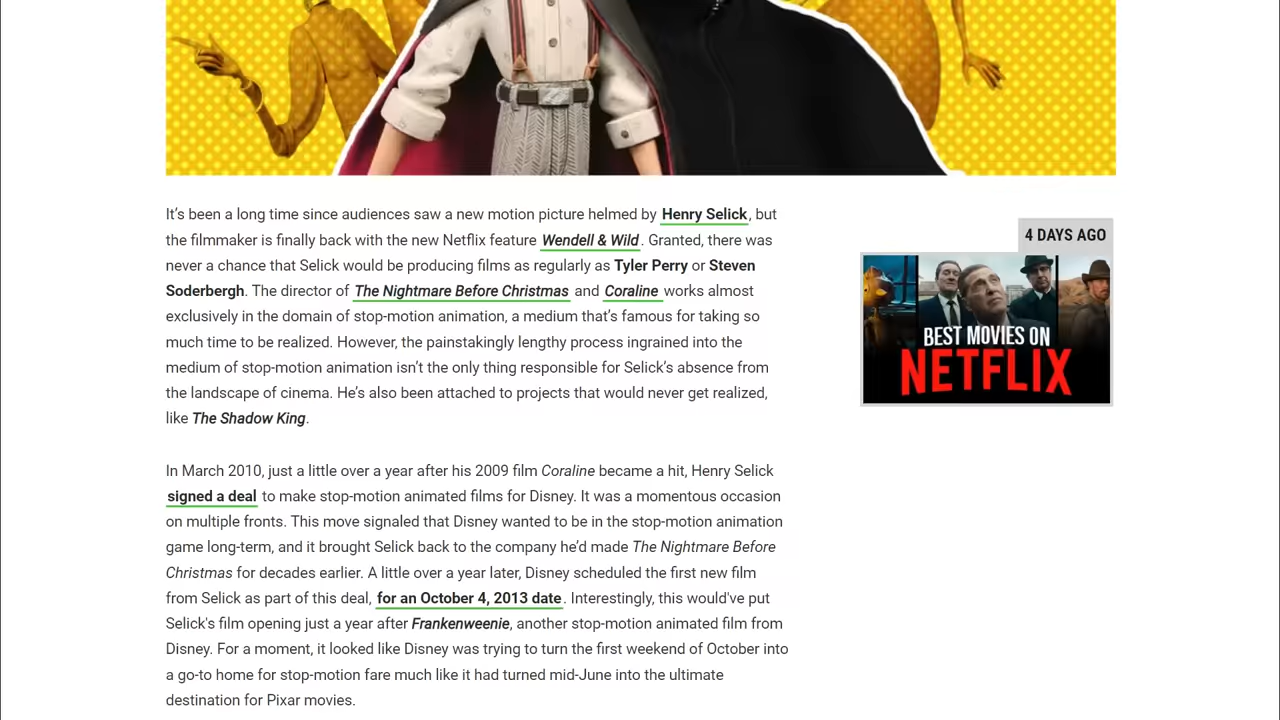 It’s been a long time since audiences saw a new motion picture helmed by Henry Selick, but
the filmmaker is finally back with the new Netflix feature Wendell & Wild. Granted, there was
never a chance that Selick would be producing films as regularly as Tyler Perry or Steven
Soderbergh. The director of The Nightmare Before Christmas and Coraline works almost
exclusively in the domain of stop-motion animation, a medium that’s famous for taking so
much time to be realized. However, the painstakingly lengthy process ingrained into the
medium of stop-motion animation isn’t the only thing responsible for Selick’s absence from
the landscape of cinema. He’s also been attached to projects that would never get realized,
like The Shadow King.
In March 2010, just a little over a year after his 2009 film Coraline became a hit, Henry Selick
signed a deal to make stop-motion animated films for Disney. It was a momentous occasion
on multiple fronts. This move signaled that Disney wanted to be in the stop-motion animation
game long-term, and it brought Selick back to the company he’d made The Nightmare Before
Christmas for decades earlier. A little over a year later, Disney scheduled the first new film
from Selick as part of this deal, for an October 4, 2013 date. Interestingly, this would've put
Selick's film opening just a year after Frankenweenie, another stop-motion animated film from
Disney. For a moment, it looked like Disney was trying to turn the first weekend of October into
a go-to home for stop-motion fare much like it had turned mid-June into the ultimate
destination for Pixar movies.
4 DAYS AGO
BEST MOVIES ON
NETFLIX